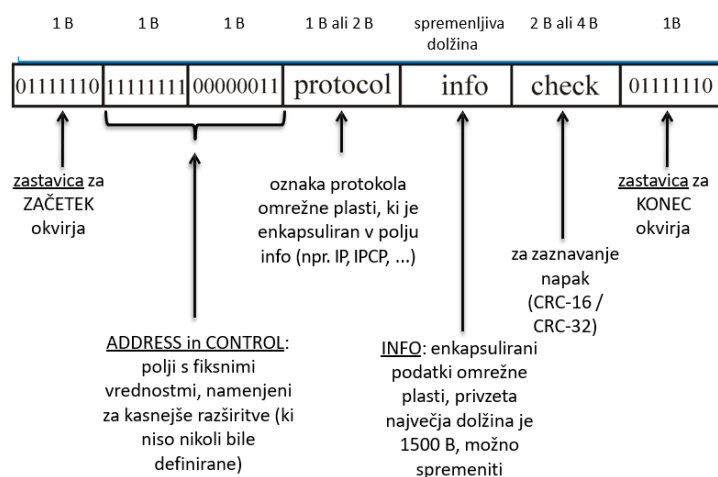 1 B 1 B 1 B 1 B ali 2 B spremenljiva dolžina 2 B ali 4 B 1B
01111110 11111111 00000011 protocol info check 01111110
zastavica za
ZAČETEK
okvirja
oznaka protokola
omrežne plasti, ki je
enkapsuliran v polju
info (npr. IP, IPCP, ...)
zastavica za
KONEC
okvirja
za zaznavanje
napak
(CRC-16 /
CRC-32)
ADDRESS in CONTROL:
polji s fiksnimi
vrednostmi, namenjeni
za kasnejše razširitve (ki
niso nikoli bile
definirane)
INFO: enkapsulirani
podatki omrežne
plasti, privzeta
največja dolžina je
1500 B, možno
spremeniti